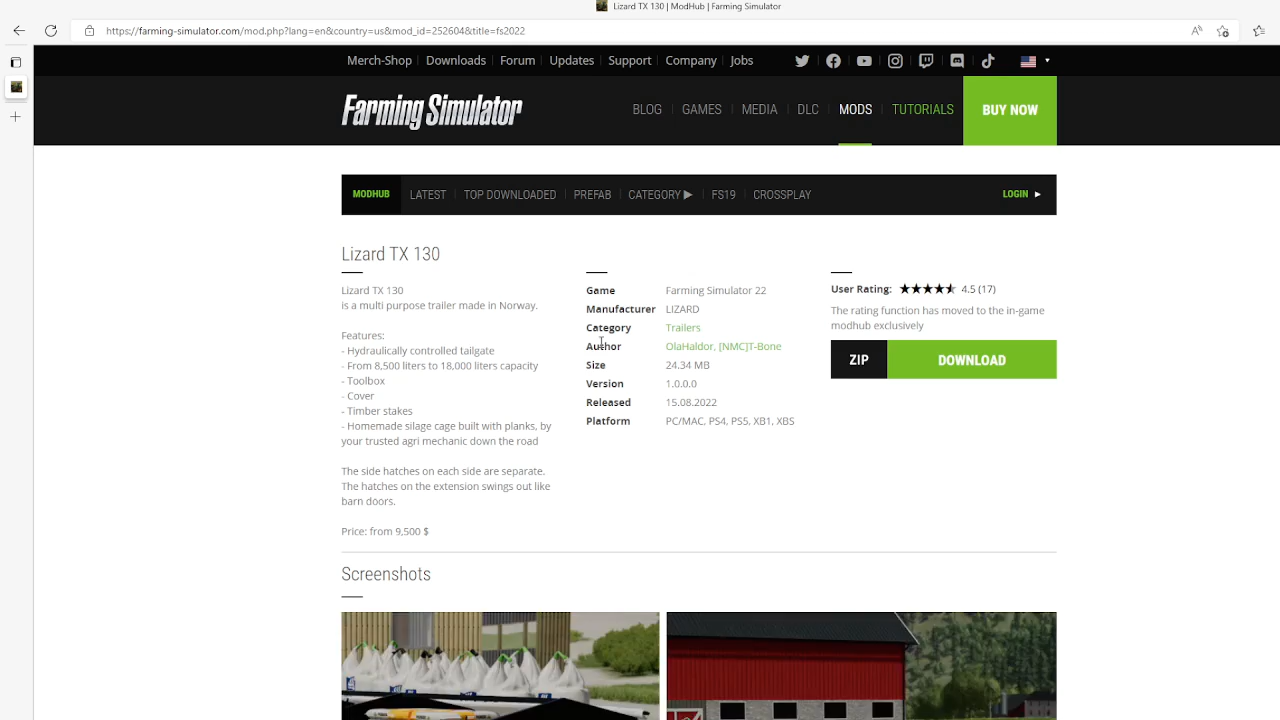 Lizard TX 130 | ModHub | Farming Simulator
https://farming-simulator.com/mod.php?lang=en&country=us&mod_id=252604&title=fs2022
Merch-Shop Downloads Forum Updates Support Company Jobs
Farming Simulator
BLOG GAMES MEDIA DLC MODS TUTORIALS BUY NOW
MODHUB LATEST TOP DOWNLOADED PREFAB CATEGORY FS19 CROSSPLAY LOGIN
Lizard TX 130
Lizard TX 130
is a multi purpose trailer made in Norway.
Features:
- Hydraulically controlled tailgate
- From 8,500 liters to 18,000 liters capacity
- Toolbox
- Cover
- Timber stakes
- Homemade silage cage built with planks, by
your trusted agri mechanic down the road
The side hatches on each side are separate.
The hatches on the extension swings out like
barn doors.
Price: from 9,500 $
Game Farming Simulator 22
Manufacturer LIZARD
Category Trailers
Author OlaHaldor, [NMC]T-Bone
Size 24.34 MB
Version 1.0.0.0
Released 15.08.2022
Platform PC/MAC, PS4, PS5, XB1, XBS
User Rating: 4.5 (17)
The rating function has moved to the in-game
modhub exclusively
ZIP DOWNLOAD
Screenshots